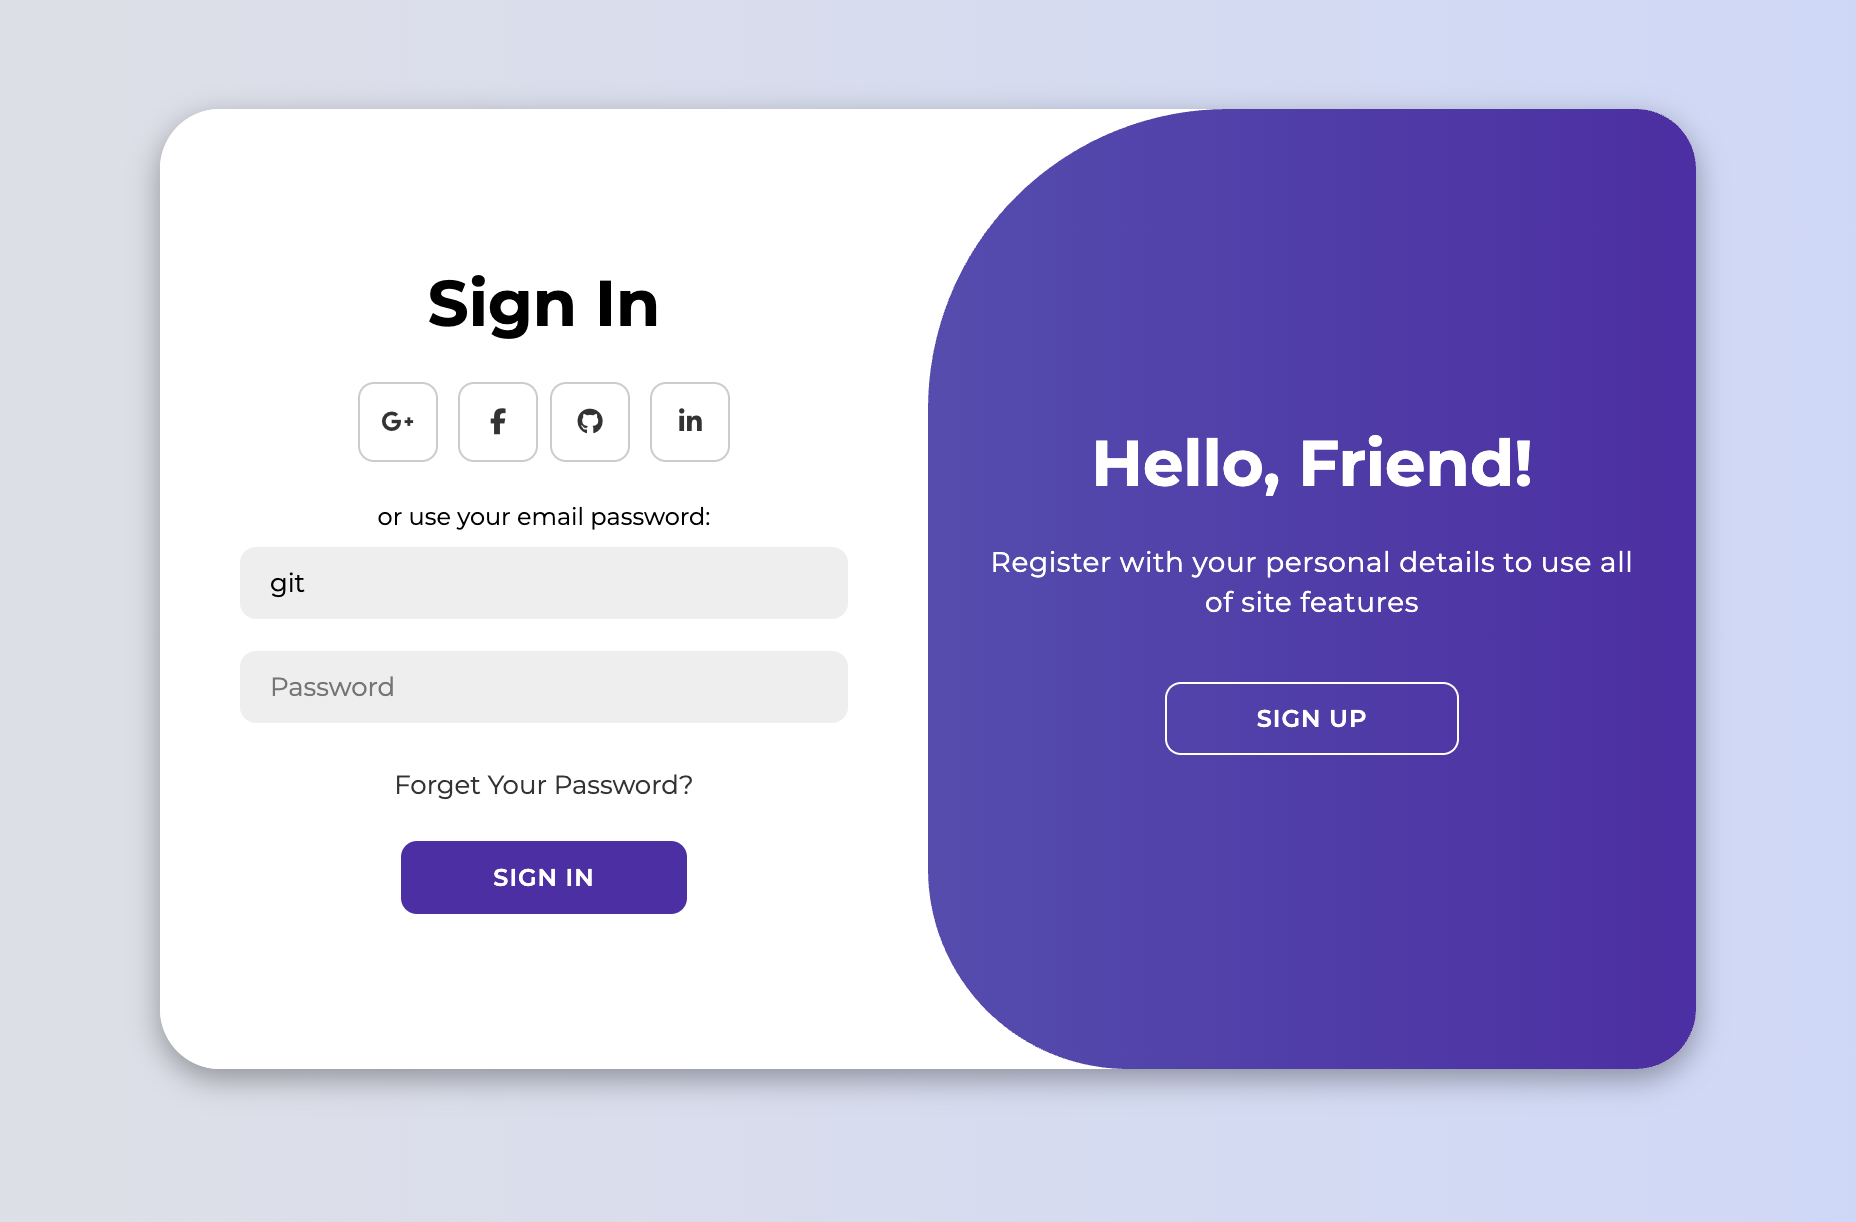 Sign In
G+ f in
or use your email password:
git
Password
Forget Your Password?
SIGN IN
Hello, Friend!
Register with your personal details to use all
of site features
SIGN UP